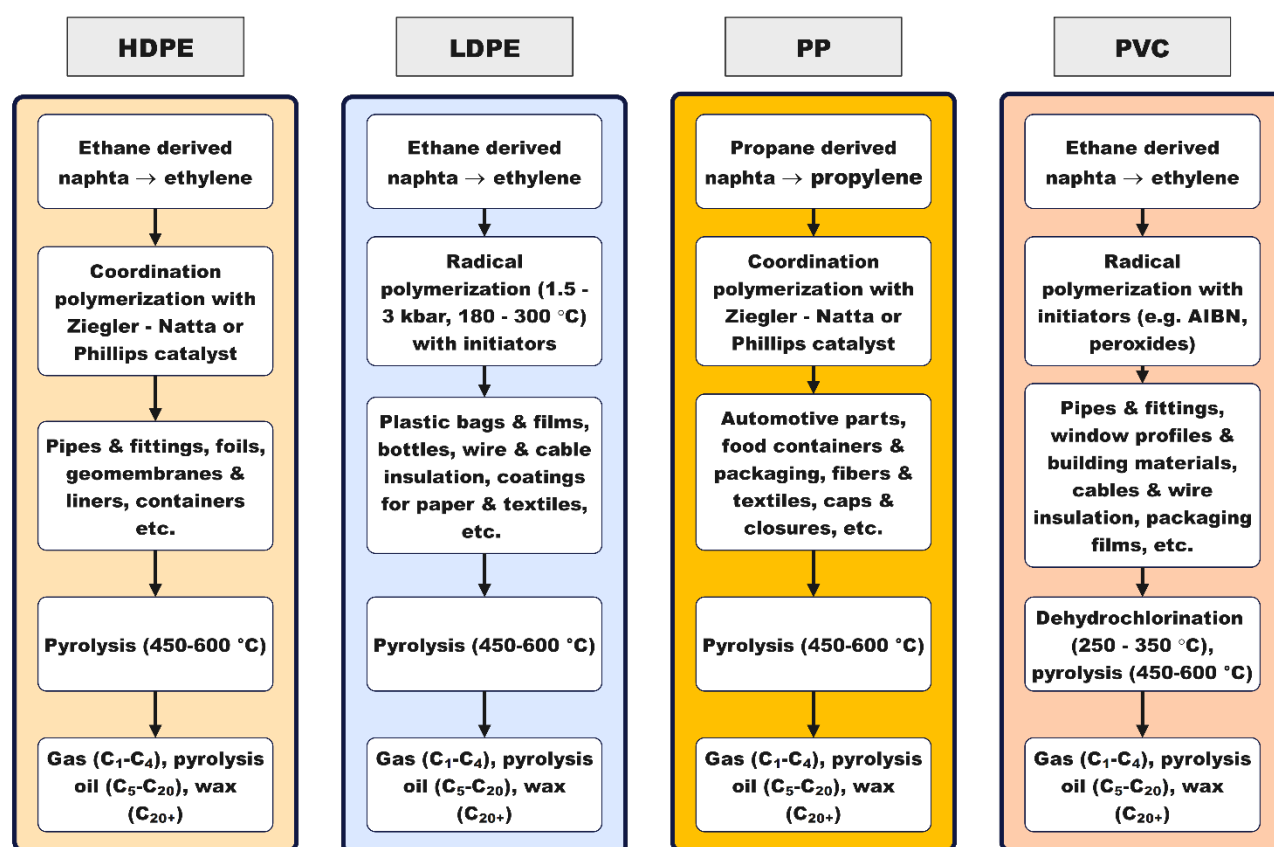 HDPE
Ethane derived
naphta → ethylene
Coordination
polymerization with
Ziegler - Natta or
Phillips catalyst
Pipes & fittings, foils,
geomembranes &
liners, containers
etc.
Pyrolysis (450-600 °C)
Gas (C₁-C₄), pyrolysis
oil (C₅-C₂₀), wax
(C₂₀₊)
LDPE
Ethane derived
naphta → ethylene
Radical
polymerization (1.5 -
3 kbar, 180 - 300 °C)
with initiators
Plastic bags & films,
bottles, wire & cable
insulation, coatings
for paper & textiles,
etc.
Pyrolysis (450-600 °C)
Gas (C₁-C₄), pyrolysis
oil (C₅-C₂₀), wax
(C₂₀₊)
PP
Propane derived
naphta → propylene
Coordination
polymerization with
Ziegler - Natta or
Phillips catalyst
Automotive parts,
food containers &
packaging, fibers &
textiles, caps &
closures, etc.
Pyrolysis (450-600 °C)
Gas (C₁-C₄), pyrolysis
oil (C₅-C₂₀), wax
(C₂₀₊)
PVC
Ethane derived
naphta → ethylene
Radical
polymerization with
initiators (e.g. AIBN,
peroxides)
Pipes & fittings,
window profiles &
building materials,
cables & wire
insulation, packaging
films, etc.
Dehydrochlorination
(250 - 350 °C),
pyrolysis (450-600 °C)
Gas (C₁-C₄), pyrolysis
oil (C₅-C₂₀), wax
(C₂₀₊)